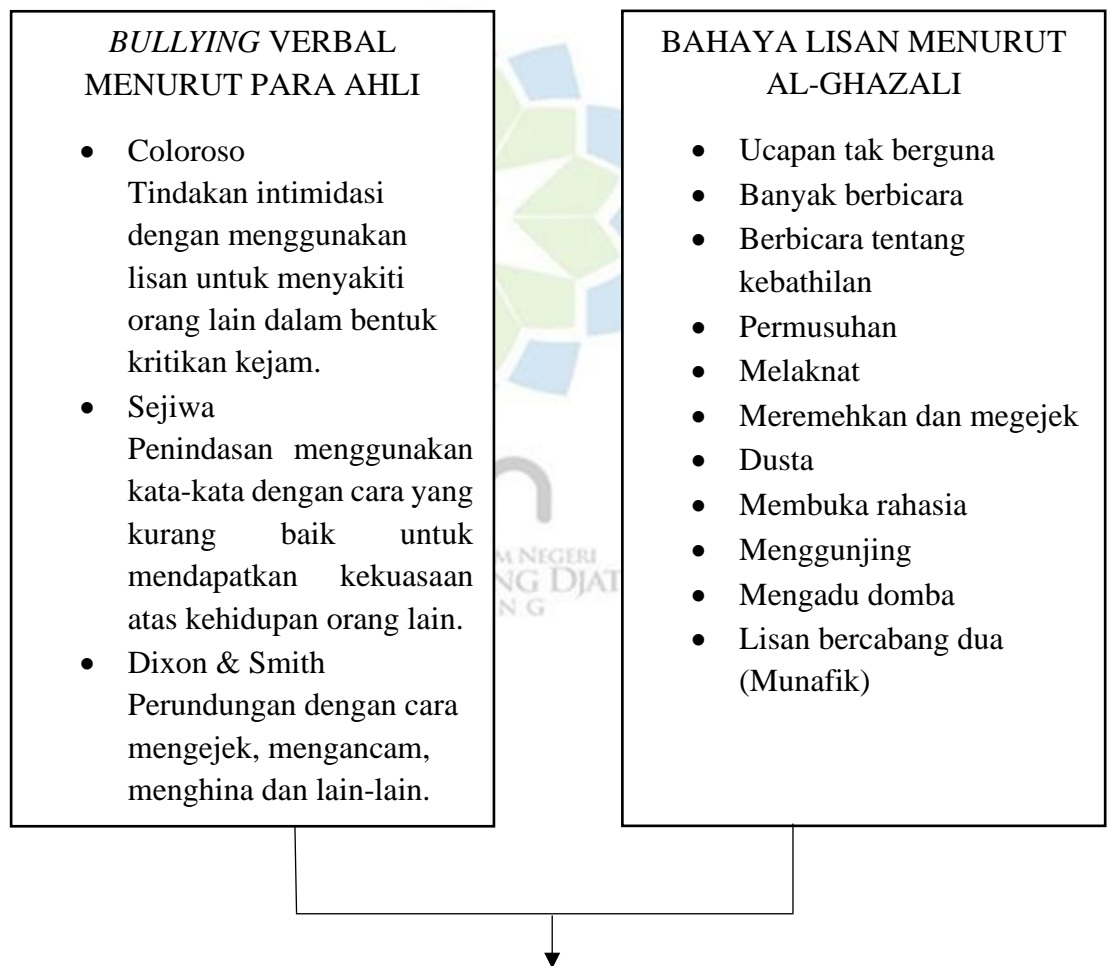 BULLYING VERBAL
MENURUT PARA AHLI
• Coloroso
Tindakan intimidasi
dengan menggunakan
lisan untuk menyakiti
orang lain dalam bentuk
kritikan kejam.
• Sejiwa
Penindasan menggunakan
kata-kata dengan cara yang
kurang baik untuk
mendapatkan kekuasaan
atas kehidupan orang lain.
• Dixon & Smith
Perundungan dengan cara
mengejek, mengancam,
menghina dan lain-lain.
BAHAYA LISAN MENURUT
AL-GHAZALI
• Ucapan tak berguna
• Banyak berbicara
• Berbicara tentang
kebathilan
• Permusuhan
• Melaknat
• Meremehkan dan megejek
• Dusta
• Membuka rahasia
• Menggunjing
• Mengadu domba
• Lisan bercabang dua
(Munafik)
M NEGERI
NG DJAT
N G